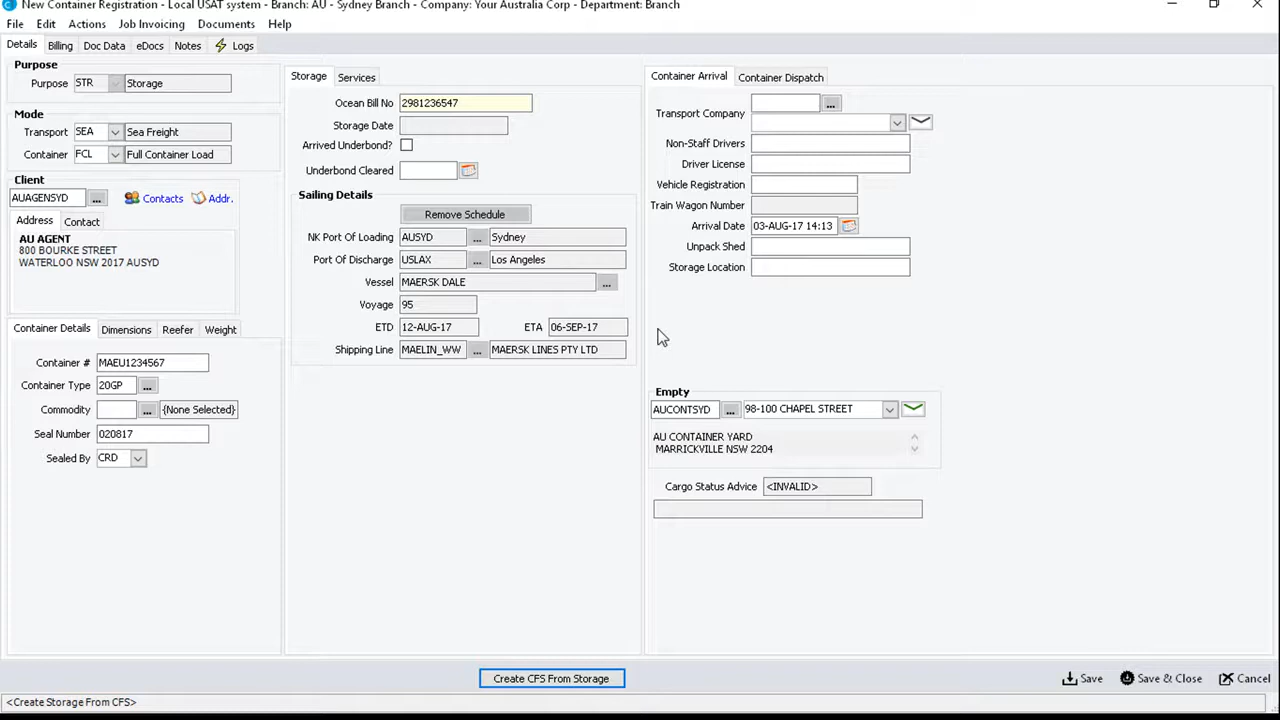 New Container Registration - Local USAT system - Branch: AU - Sydney Branch - Company: Your Australia Corp - Department: Branch
File Edit Actions Job Invoicing Documents Help
Details Billing Doc Data eDocs Notes Logs
Purpose
Purpose STR Storage
Mode
Transport SEA Sea Freight
Container FCL Full Container Load
Client
AUAGENSYD ... Contacts Addr.
Address Contact
AU AGENT
800 BOURKE STREET
WATERLOO NSW 2017 AUSYD
Container Details Dimensions Reefer Weight
Container # MAEU1234567
Container Type 20GP ...
Commodity ... {None Selected}
Seal Number 020817
Sealed By CRD
Storage Services
Ocean Bill No 2981236547
Storage Date
Arrived Underbond?
Underbond Cleared
Sailing Details
Remove Schedule
NK Port Of Loading AUSYD ... Sydney
Port Of Discharge USLAX ... Los Angeles
Vessel MAERSK DALE ...
Voyage 95
ETD 12-AUG-17 ETA 06-SEP-17
Shipping Line MAELIN_WW ... MAERSK LINES PTY LTD
Container Arrival Container Dispatch
Transport Company ...
Non-Staff Drivers
Driver License
Vehicle Registration
Train Wagon Number
Arrival Date 03-AUG-17 14:13
Unpack Shed
Storage Location
Empty
AUCONTSYD ... 98-100 CHAPEL STREET
AU CONTAINER YARD
MARRICKVILLE NSW 2204
Cargo Status Advice <INVALID>
Create CFS From Storage Save Save & Close Cancel
<Create Storage From CFS>